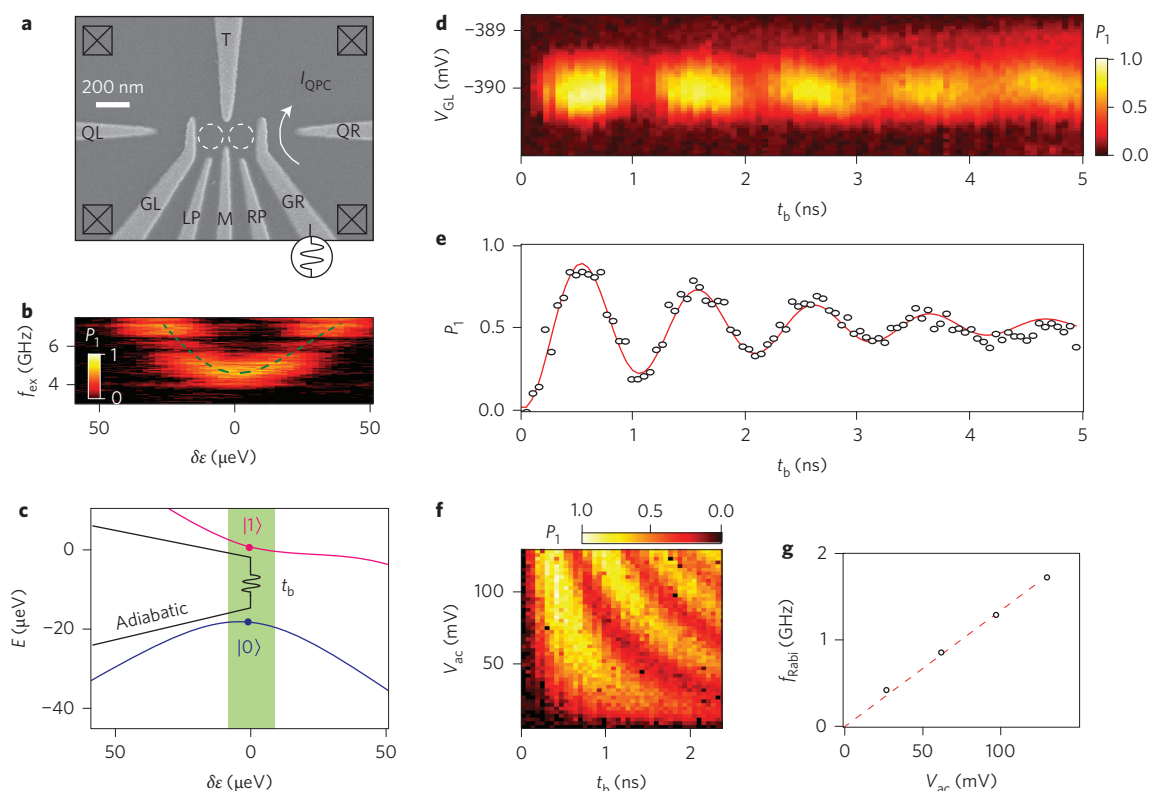 a
T
I_QPC
200 nm
QL
QR
GL
LP
M
RP
GR
b
P_1
1
0
6
4
f_ex (GHz)
50
0
50
δε (μeV)
c
|1⟩
0
t_b
Adiabatic
−20
|0⟩
−40
E (μeV)
50
0
50
δε (μeV)
d
−389
−390
V_GL (mV)
P_1
1.0
0.5
0.0
0
1
2
3
4
5
t_b (ns)
e
1.0
0.5
0.0
P_1
0
1
2
3
4
5
t_b (ns)
f
1.0
0.5
0.0
P_1
100
50
V_ac (mV)
0
1
2
t_b (ns)
g
2
1
0
f_Rabi (GHz)
0
100
V_ac (mV)